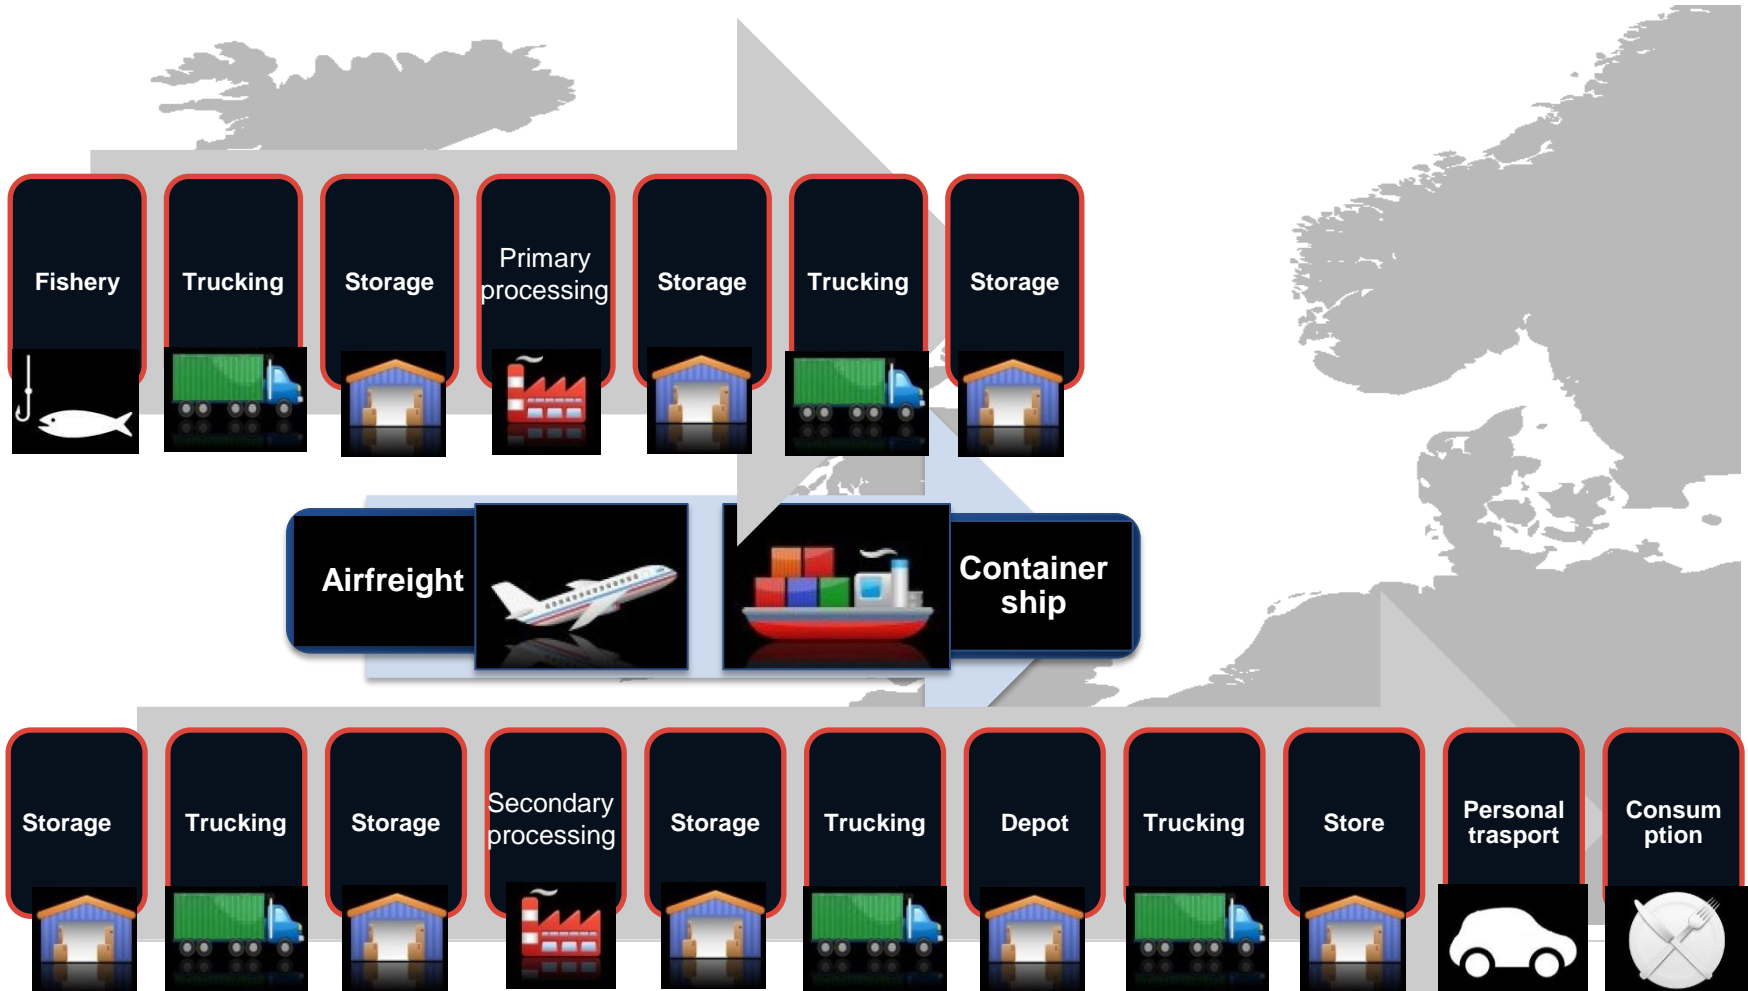 Fishery
Trucking
Storage
Primary
processing
Storage
Trucking
Storage
Airfreight
Container
ship
Storage
Trucking
Storage
Secondary
processing
Storage
Trucking
Depot
Trucking
Store
Personal
trasport
Consum
ption